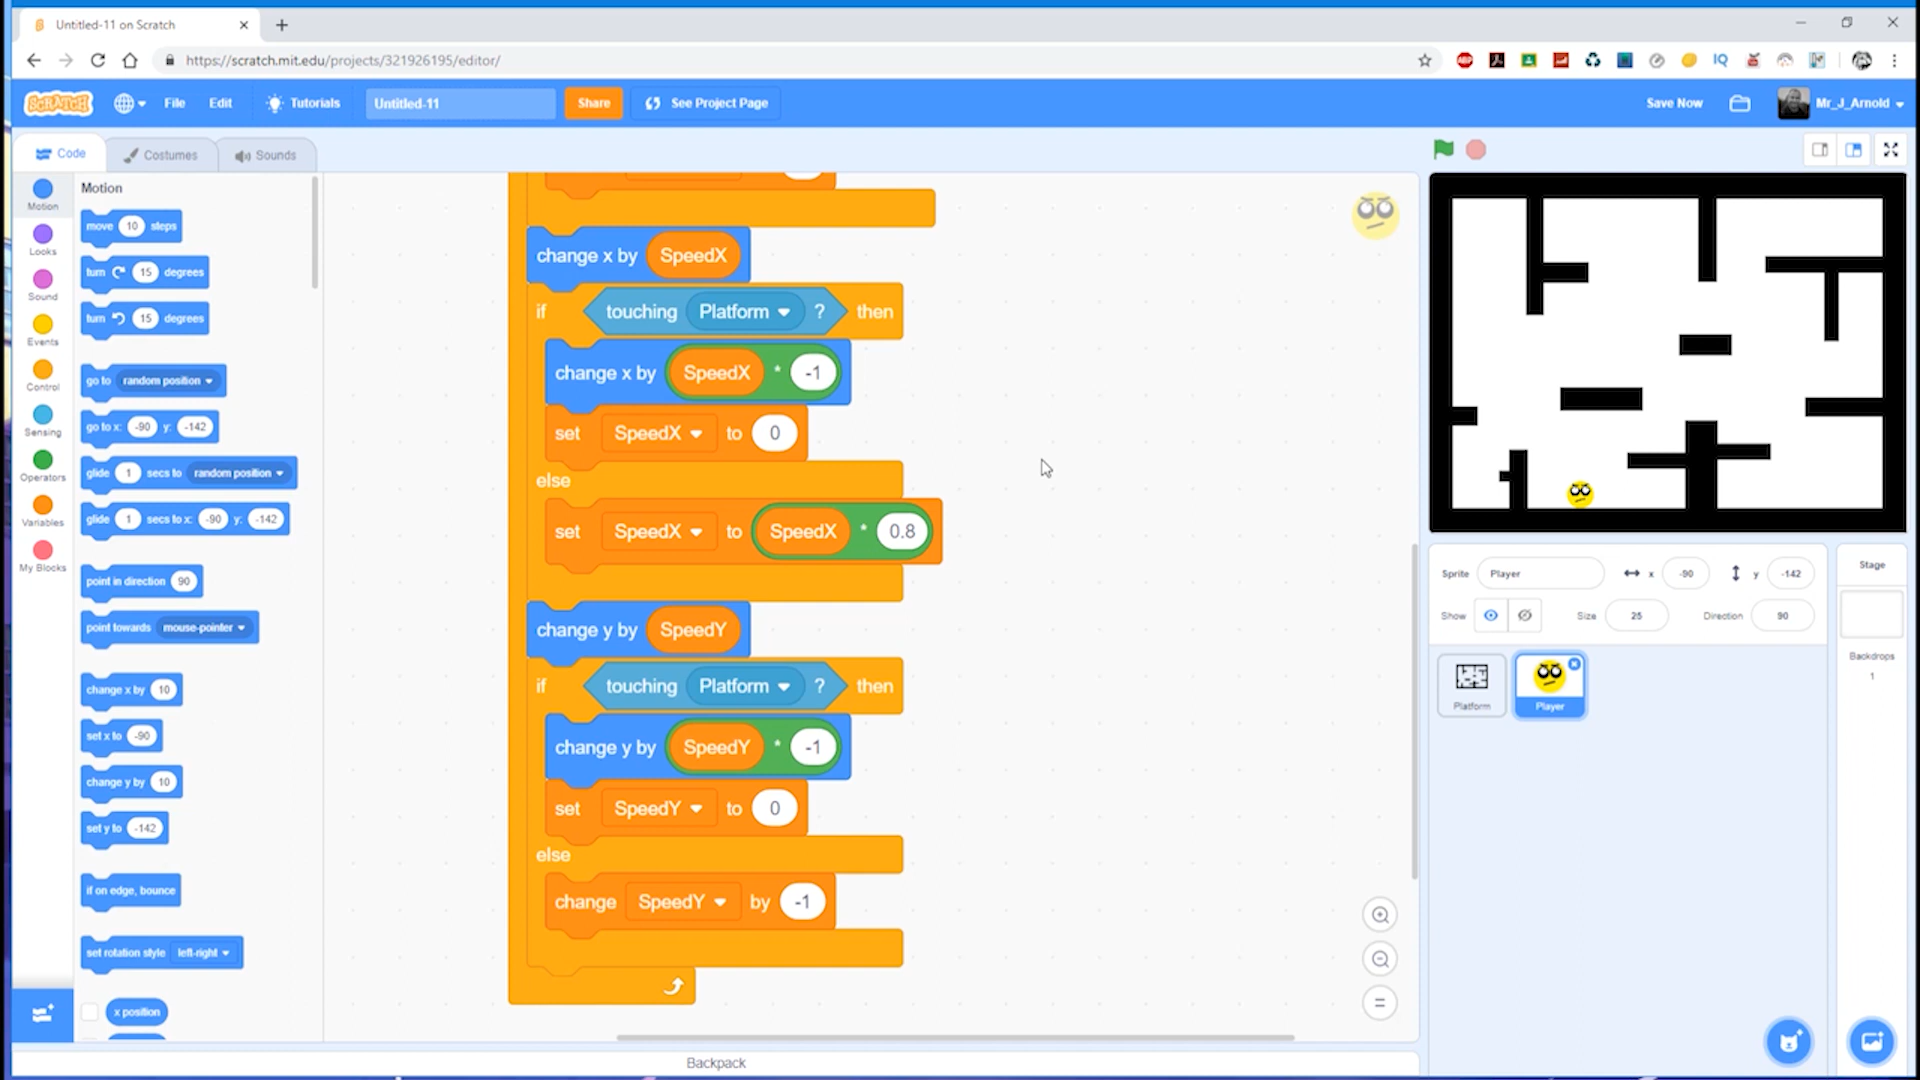 Untitled-11 on Scratch
https://scratch.mit.edu/projects/321926195/editor/
ABP
IQ
SCRATCH
File
Edit
Tutorials
Untitled-11
Share
See Project Page
Save Now
Mr_J_Arnold
Code
Costumes
Sounds
Motion
Looks
Sound
Events
Control
Sensing
Operators
Variables
My Blocks
Motion
move 10 steps
turn 15 degrees
turn 15 degrees
go to random position
go to x: -90 y: -142
glide 1 secs to random position
glide 1 secs to x: -90 y: -142
point in direction 90
point towards mouse-pointer
change x by 10
set x to -90
change y by 10
set y to -142
if on edge, bounce
set rotation style left-right
x position
change x by SpeedX
if touching Platform ? then
change x by SpeedX * -1
set SpeedX to 0
else
set SpeedX to SpeedX * 0.8
change y by SpeedY
if touching Platform ? then
change y by SpeedY * -1
set SpeedY to 0
else
change SpeedY by -1
Backpack
Sprite Player x -90 y -142
Show Size 25 Direction 90
Platform
Player
Stage
Backdrops
1